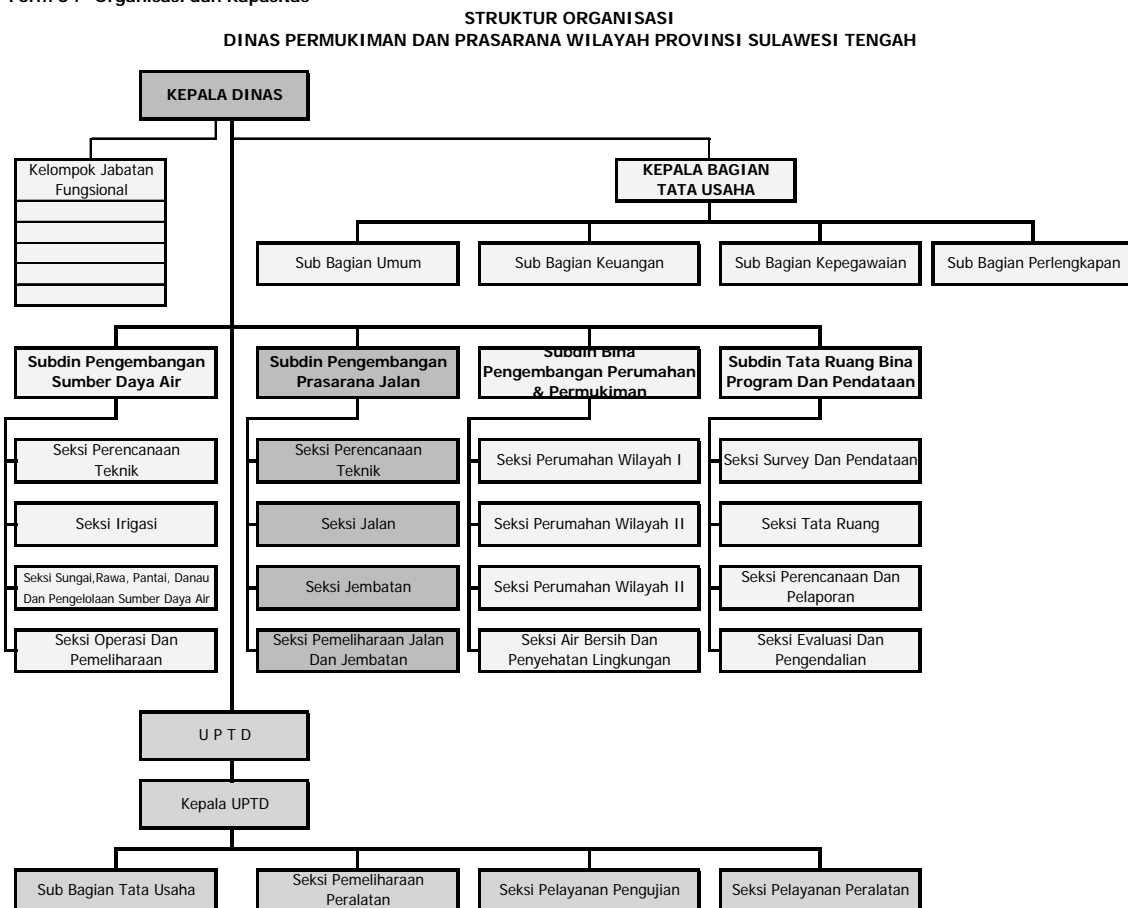 STRUKTUR ORGANISASI
DINAS PERMUKIMAN DAN PRASARANA WILAYAH PROVINSI SULAWESI TENGAH
KEPALA DINAS
Kelompok Jabatan
Fungsional
KEPALA BAGIAN
TATA USAHA
Sub Bagian Umum
Sub Bagian Keuangan
Sub Bagian Kepegawaian
Sub Bagian Perlengkapan
Subdin Pengembangan
Sumber Daya Air
Subdin Pengembangan
Prasarana Jalan
Subdin Bina
Pengembangan Perumahan
& Permukiman
Subdin Tata Ruang Bina
Program Dan Pendataan
Seksi Perencanaan
Teknik
Seksi Irigasi
Seksi Sungai,Rawa, Pantai, Danau
Dan Pengelolaan Sumber Daya Air
Seksi Operasi Dan
Pemeliharaan
Seksi Perencanaan
Teknik
Seksi Jalan
Seksi Jembatan
Seksi Pemeliharaan Jalan
Dan Jembatan
Seksi Perumahan Wilayah I
Seksi Perumahan Wilayah II
Seksi Perumahan Wilayah II
Seksi Air Bersih Dan
Penyehatan Lingkungan
Seksi Survey Dan Pendataan
Seksi Tata Ruang
Seksi Perencanaan Dan
Pelaporan
Seksi Evaluasi Dan
Pengendalian
U P T D
Kepala UPTD
Sub Bagian Tata Usaha
Seksi Pemeliharaan
Peralatan
Seksi Pelayanan Pengujian
Seksi Pelayanan Peralatan